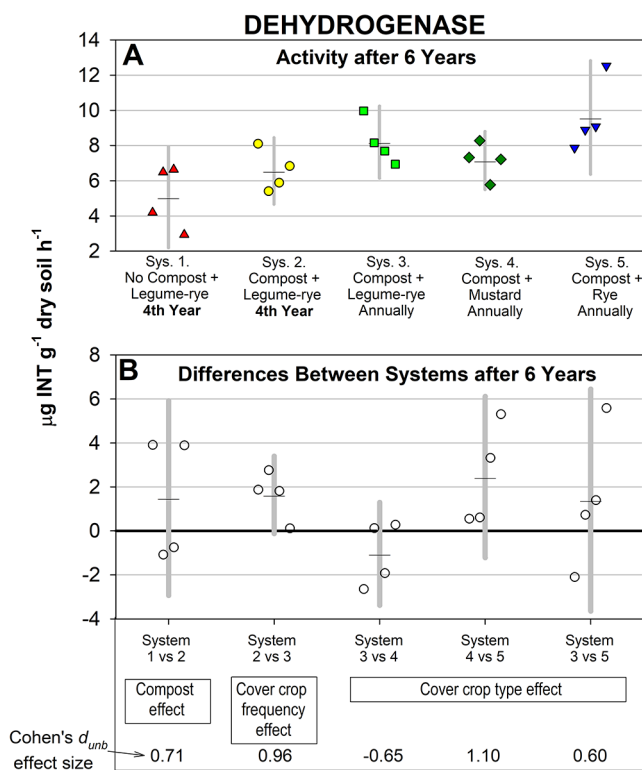 DEHYDROGENASE
A
Activity after 6 Years
14
12
10
8
6
4
2
Sys. 1.
No Compost +
Legume-rye
4th Year
Sys. 2.
Compost +
Legume-rye
4th Year
Sys. 3.
Compost +
Legume-rye
Annually
Sys. 4.
Compost +
Mustard
Annually
Sys. 5.
Compost +
Rye
Annually
µg INT g⁻¹ dry soil h⁻¹
B
Differences Between Systems after 6 Years
8
6
4
2
0
-2
-4
System
1 vs 2
System
2 vs 3
System
3 vs 4
System
4 vs 5
System
3 vs 5
Compost
effect
Cover crop
frequency
effect
Cover crop type effect
Cohen's dunb
effect size
0.71
0.96
-0.65
1.10
0.60